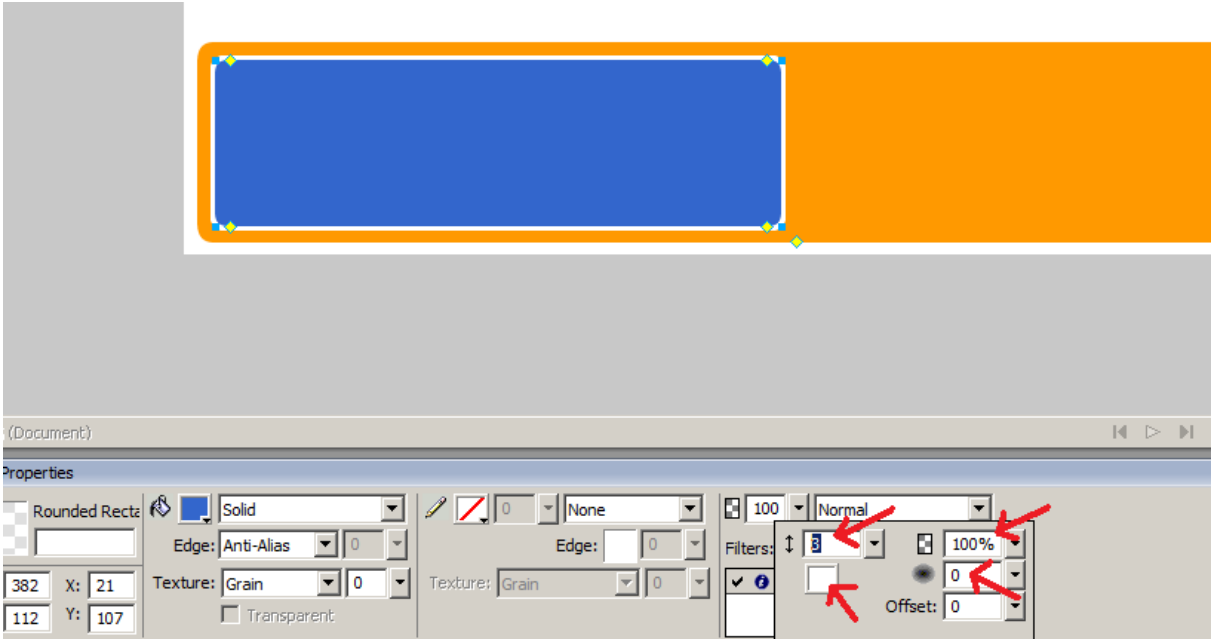 (Document)
Properties
Rounded Recta
Solid
0
None
100
Normal
Edge: Anti-Alias
0
Edge:
0
Filters:
3
100%
382
X: 21
Texture: Grain
0
Texture: Grain
0
0
112
Y: 107
Transparent
Offset: 0